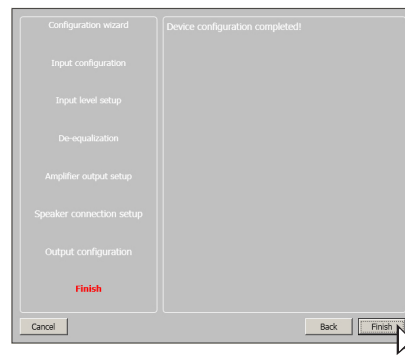 Configuration wizard
Device configuration completed!
Input configuration
Input level setup
De-equalization
Amplifier output setup
Speaker connection setup
Output configuration
Finish
Cancel
Back
Finish